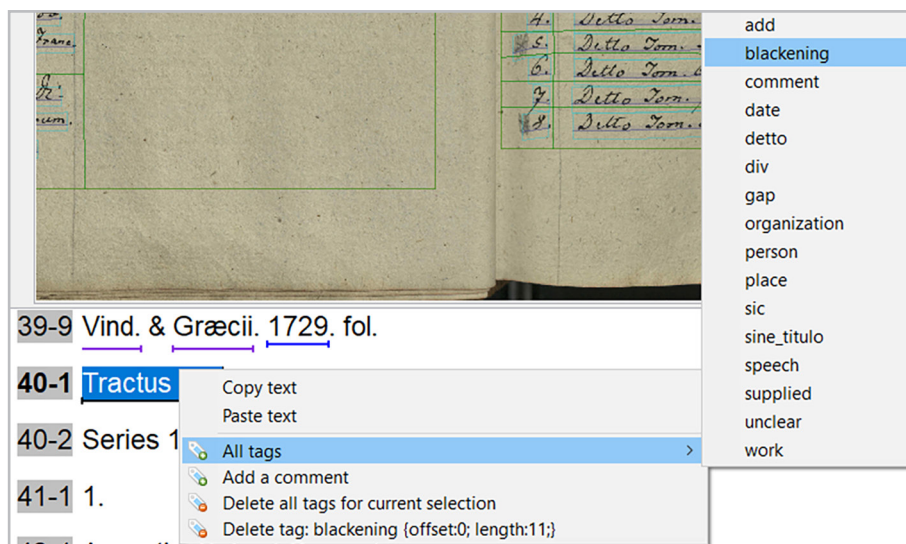 Franc.
4. Detto Tom.
5. Detto Tom.
6. Detto Tom.
7. Detto Tom.
8. Detto Tom.
39-9 Vind. & Græcii. 1729. fol.
40-1 Tractus
40-2 Series 1
41-1 1.
Copy text
Paste text
All tags
Add a comment
Delete all tags for current selection
Delete tag: blackening {offset:0; length:11;}
add
blackening
comment
date
detto
div
gap
organization
person
place
sic
sine_titulo
speech
supplied
unclear
work